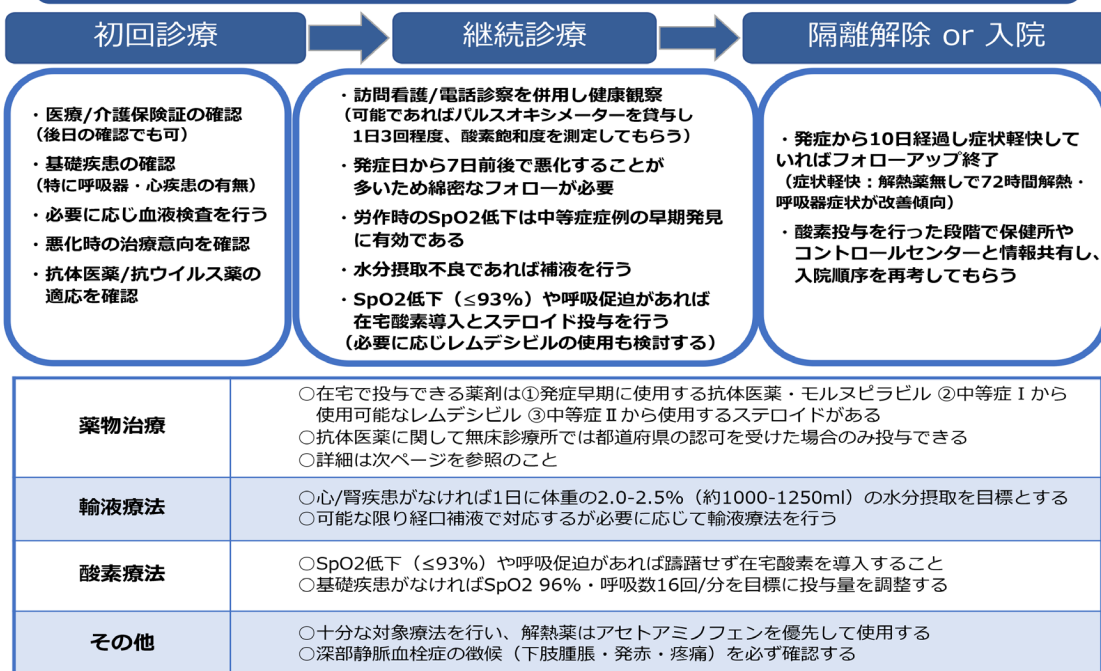 初回診療
継続診療
隔離解除 or 入院
・医療/介護保険証の確認
（後日の確認でも可）
・基礎疾患の確認
（特に呼吸器・心疾患の有無）
・必要に応じ血液検査を行う
・悪化時の治療意向を確認
・抗体医薬/抗ウイルス薬の
適応を確認
・訪問看護/電話診察を併用し健康観察
（可能であればパルスオキシメーターを貸与し
1日3回程度、酸素飽和度を測定してもらう）
・発症日から7日前後で悪化することが
多いため綿密なフォローが必要
・労作時のSpO2低下は中等症症例の早期発見
に有効である
・水分摂取不良であれば補液を行う
・SpO2低下（≤93%）や呼吸促迫があれば
在宅酸素導入とステロイド投与を行う
（必要に応じレムデシビルの使用も検討する）
・発症から10日経過し症状軽快して
いればフォローアップ終了
（症状軽快：解熱薬無しで72時間解熱・
呼吸器症状が改善傾向）
・酸素投与を行った段階で保健所や
コントロールセンターと情報共有し、
入院順序を再考してもらう
薬物治療
○在宅で投与できる薬剤は①発症早期に使用する抗体医薬・モルヌピラビル ②中等症Ⅰから
使用可能なレムデシビル ③中等症Ⅱから使用するステロイドがある
○抗体医薬に関して無床診療所では都道府県の認可を受けた場合のみ投与できる
○詳細は次ページを参照のこと
輸液療法
○心/腎疾患がなければ1日に体重の2.0-2.5%（約1000-1250ml）の水分摂取を目標とする
○可能な限り経口補液で対応するが必要に応じて輸液療法を行う
酸素療法
○SpO2低下（≤93%）や呼吸促迫があれば躊躇せず在宅酸素を導入すること
○基礎疾患がなければSpO2 96%・呼吸数16回/分を目標に投与量を調整する
その他
○十分な対象療法を行い、解熱薬はアセトアミノフェンを優先して使用する
○深部静脈血栓症の徴候（下肢腫脹・発赤・疼痛）を必ず確認する